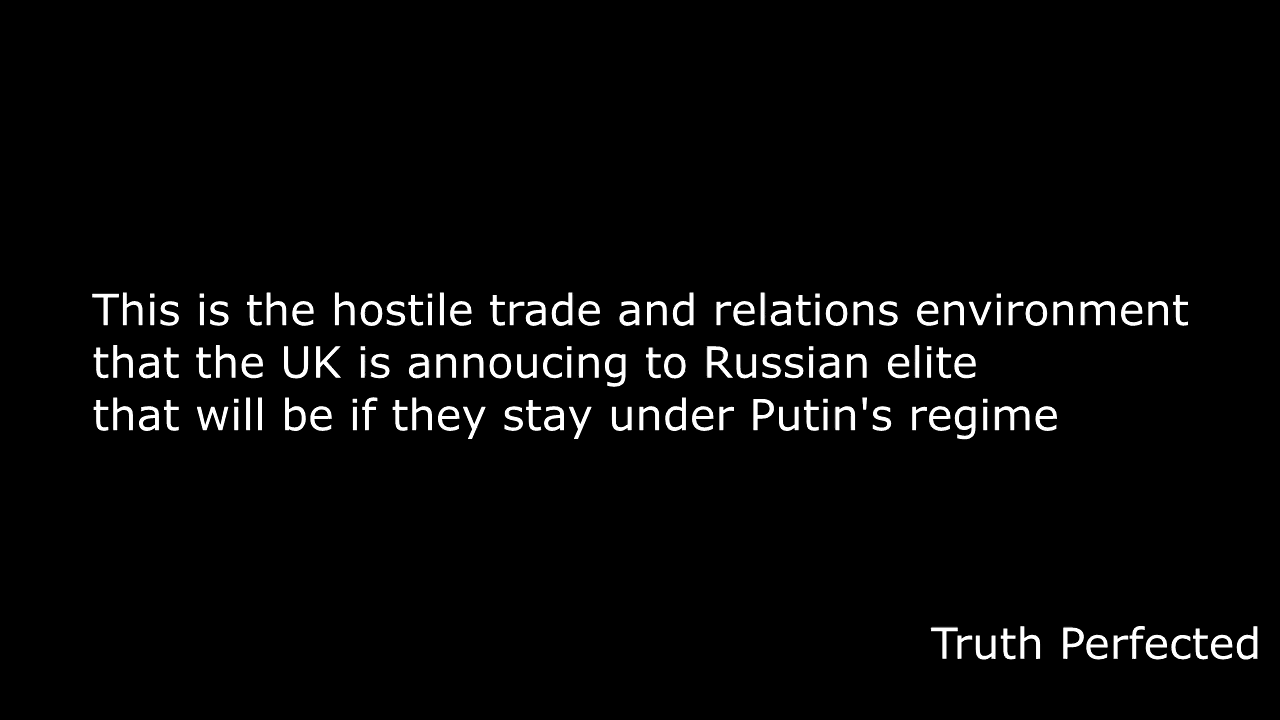 This is the hostile trade and relations environment
that the UK is annoucing to Russian elite
that will be if they stay under Putin's regime
Truth Perfected